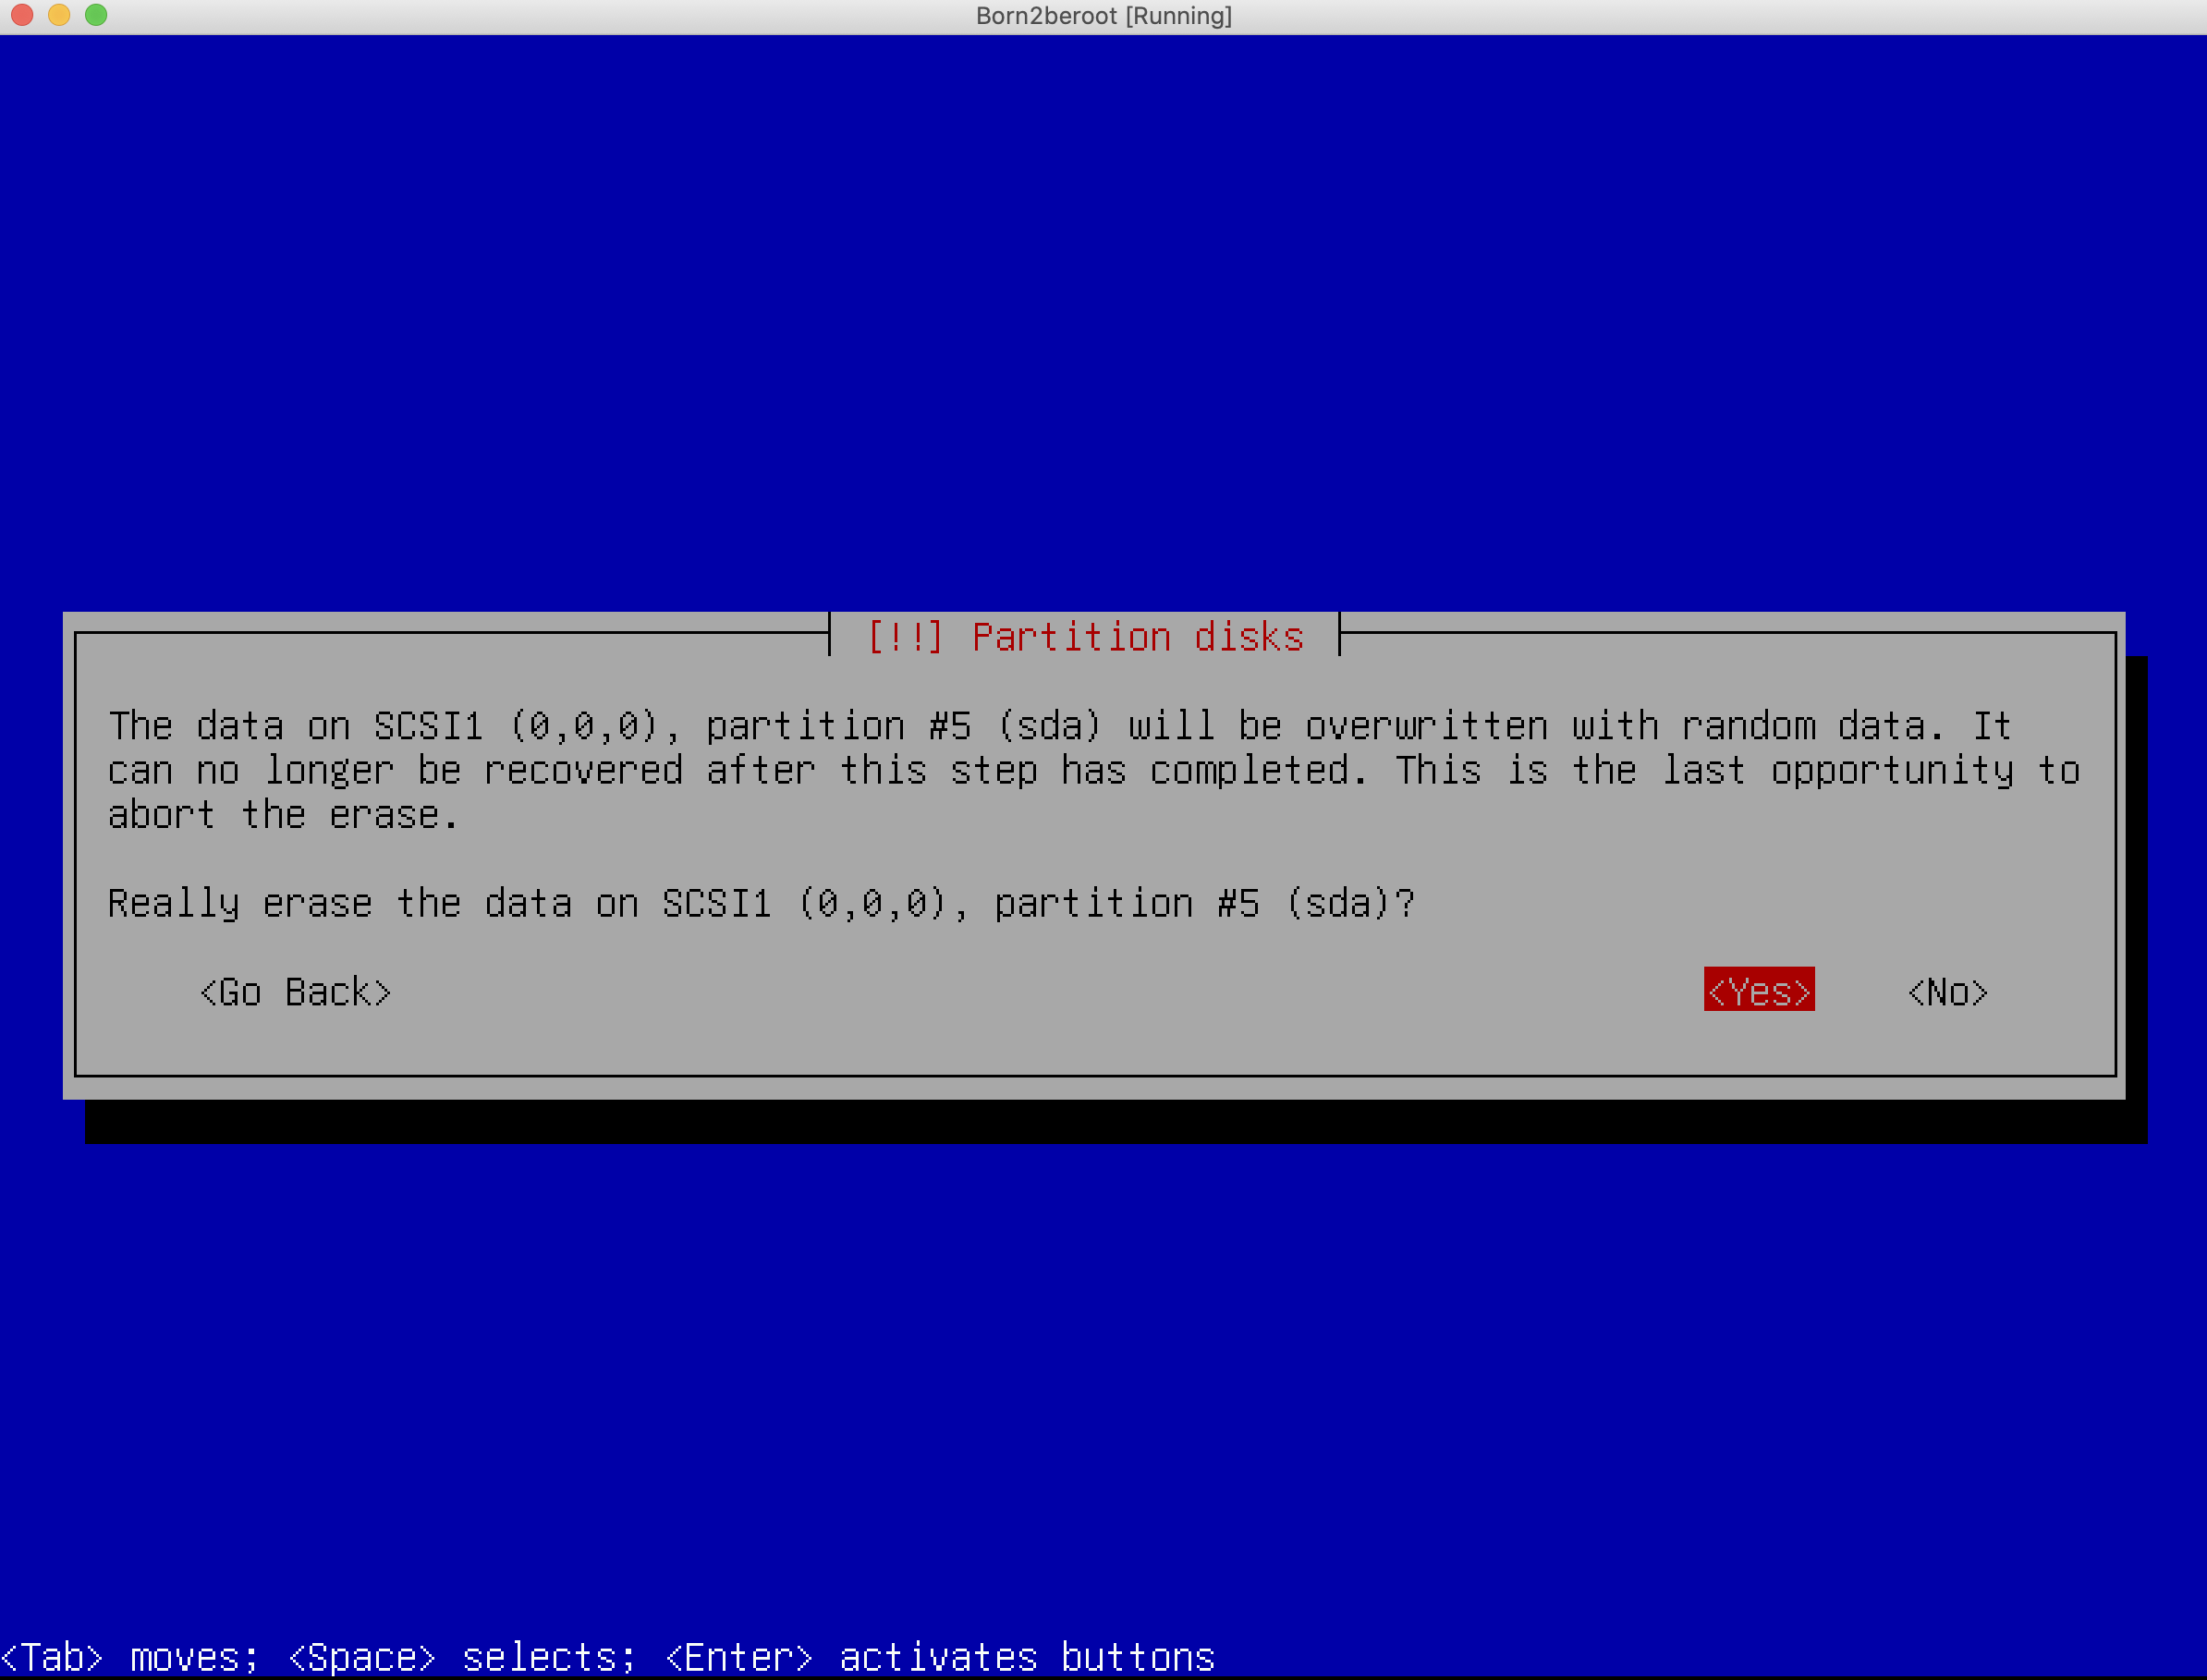 Born2beroot [Running]
[!!] Partition disks
The data on SCSI1 (0,0,0), partition #5 (sda) will be overwritten with random data. It
can no longer be recovered after this step has completed. This is the last opportunity to
abort the erase.
Really erase the data on SCSI1 (0,0,0), partition #5 (sda)?
<Go Back> <Yes> <No>
<Tab> moves; <Space> selects; <Enter> activates buttons